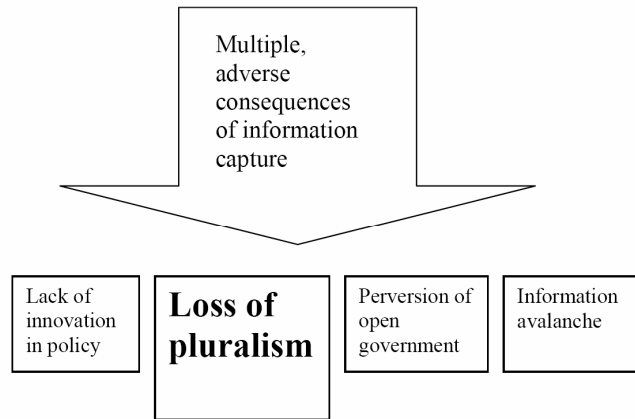 Multiple,
adverse
consequences
of information
capture
Lack of
innovation
in policy
Loss of
pluralism
Perversion of
open
government
Information
avalanche